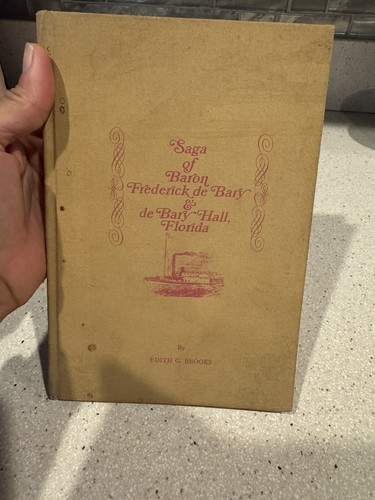 Saga
of
Baron
Frederick de Bary
&
de Bary Hall,
Florida
By
EDITH G. BROOKS